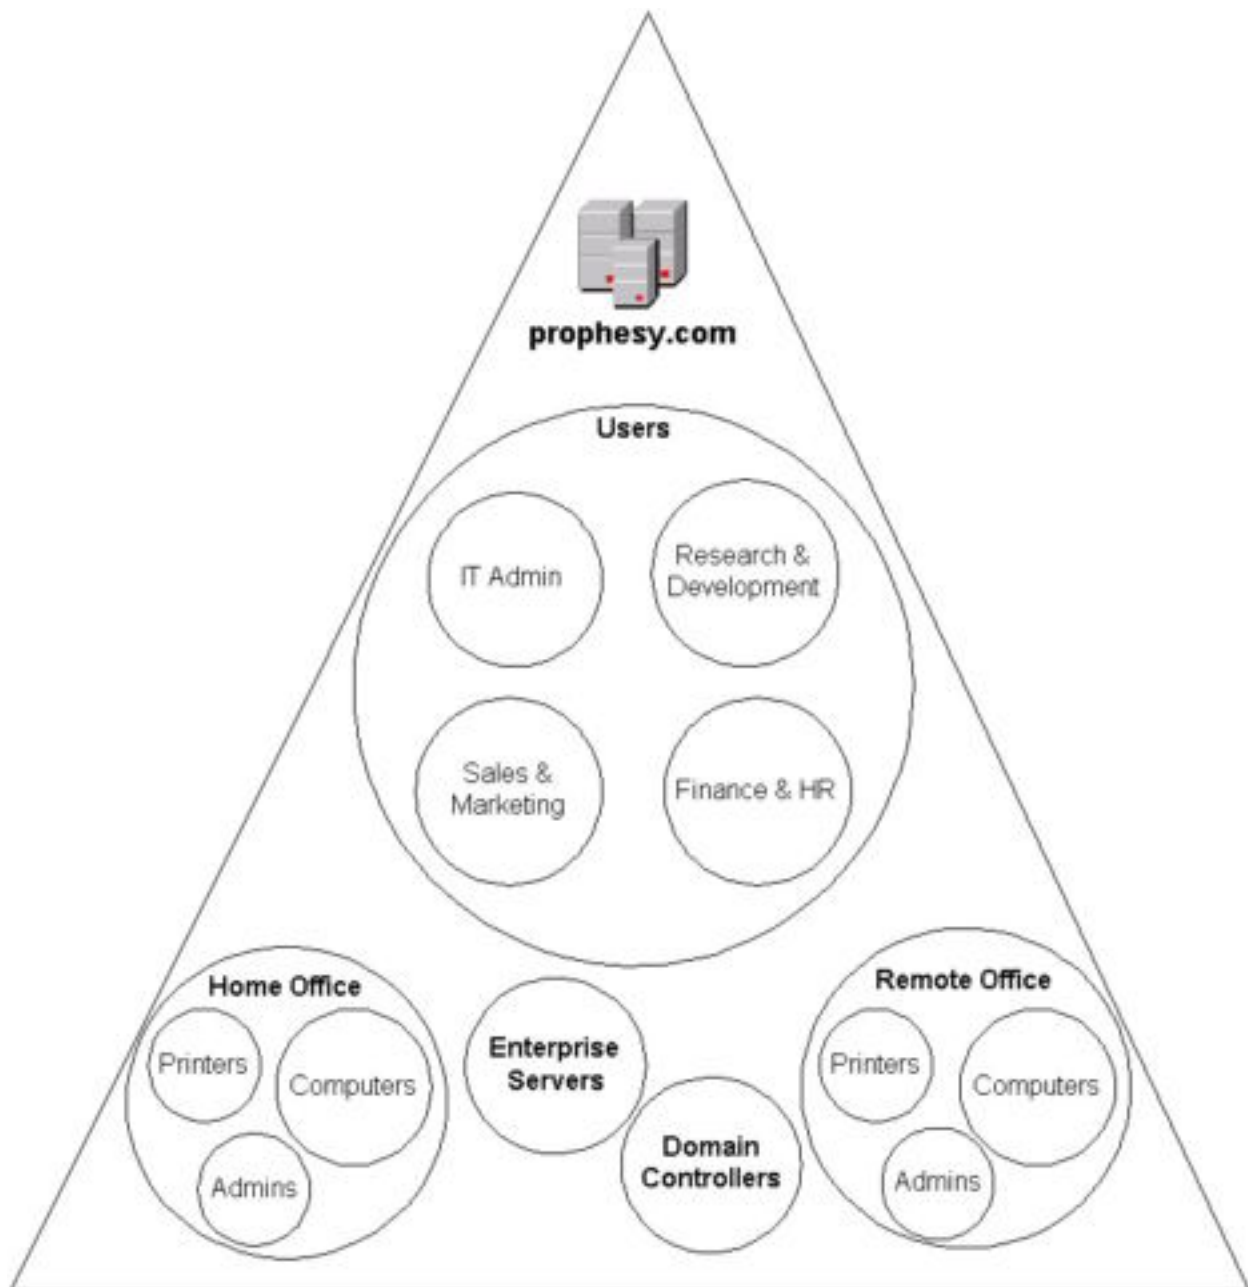 prophesy.com
Users
IT Admin
Research &
Development
Sales &
Marketing
Finance & HR
Home Office
Printers
Computers
Admins
Enterprise
Servers
Domain
Controllers
Remote Office
Printers
Computers
Admins